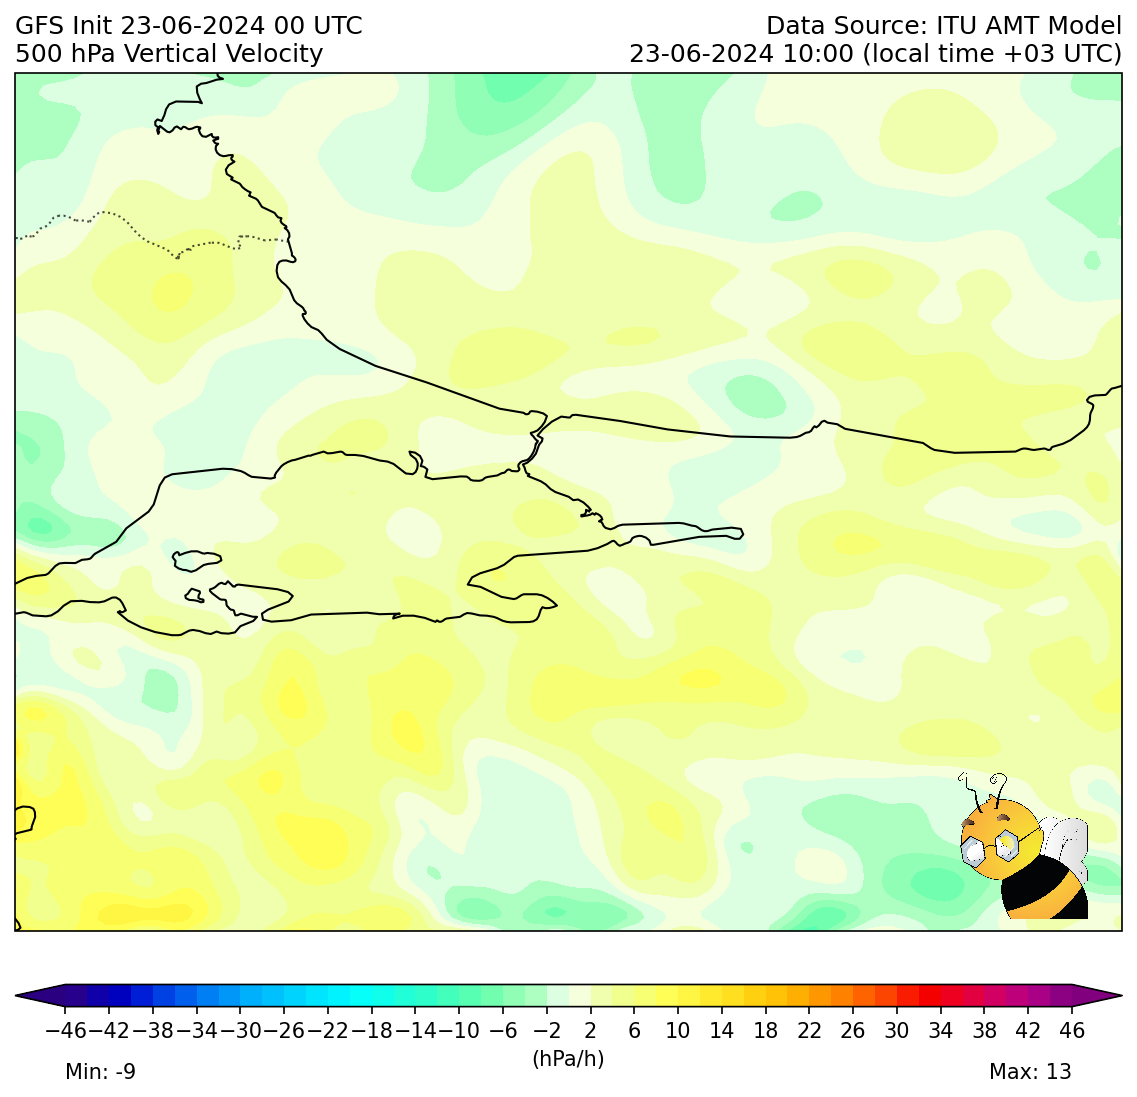 GFS Init 23-06-2024 00 UTC
500 hPa Vertical Velocity
Data Source: ITU AMT Model
23-06-2024 10:00 (local time +03 UTC)
−46 −42 −38 −34 −30 −26 −22 −18 −14 −10 −6 −2 2 6 10 14 18 22 26 30 34 38 42 46
(hPa/h)
Min: -9
Max: 13